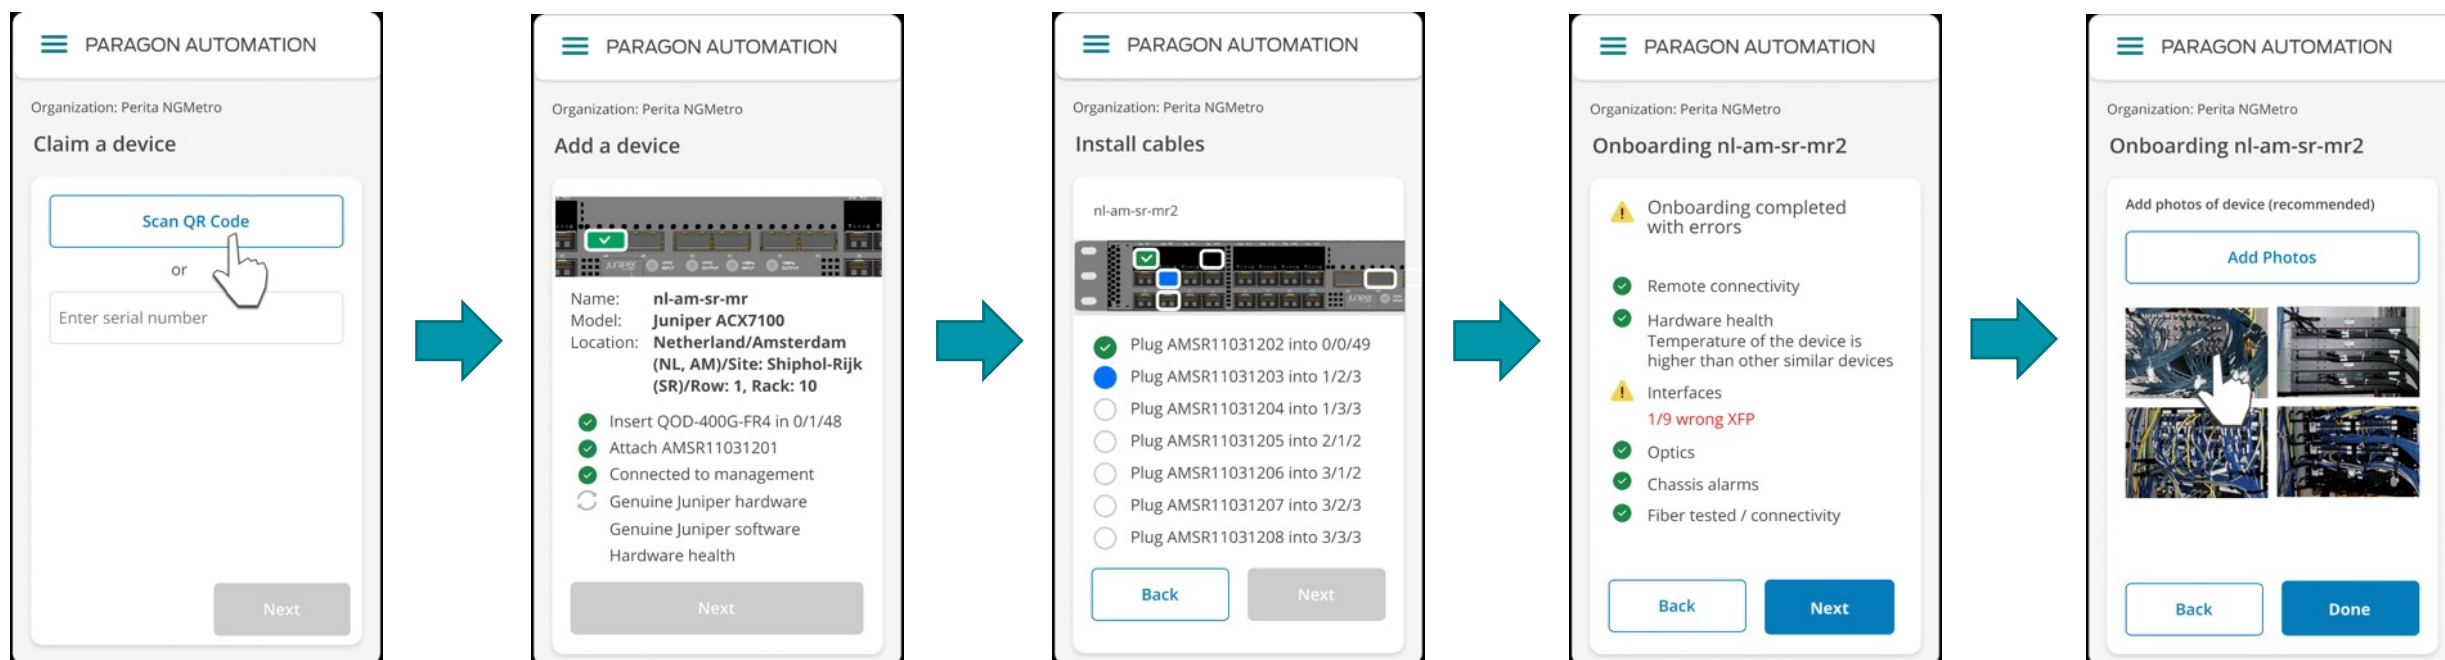 PARAGON AUTOMATION
Organization: Perita NGMetro
Claim a device
Scan QR Code
or
Enter serial number
Next
PARAGON AUTOMATION
Organization: Perita NGMetro
Add a device
JUNIPER
Name: nl-am-sr-mr
Model: Juniper ACX7100
Location: Netherland/Amsterdam
(NL, AM)/Site: Shiphol-Rijk
(SR)/Row: 1, Rack: 10
Insert QOD-400G-FR4 in 0/1/48
Attach AMSR11031201
Connected to management
Genuine Juniper hardware
Genuine Juniper software
Hardware health
Next
PARAGON AUTOMATION
Organization: Perita NGMetro
Install cables
nl-am-sr-mr2
JUNIPER
Plug AMSR11031202 into 0/0/49
Plug AMSR11031203 into 1/2/3
Plug AMSR11031204 into 1/3/3
Plug AMSR11031205 into 2/1/2
Plug AMSR11031206 into 3/1/2
Plug AMSR11031207 into 3/2/3
Plug AMSR11031208 into 3/3/3
Back
Next
PARAGON AUTOMATION
Organization: Perita NGMetro
Onboarding nl-am-sr-mr2
Onboarding completed
with errors
Remote connectivity
Hardware health
Temperature of the device is
higher than other similar devices
Interfaces
1/9 wrong XFP
Optics
Chassis alarms
Fiber tested / connectivity
Back
Next
PARAGON AUTOMATION
Organization: Perita NGMetro
Onboarding nl-am-sr-mr2
Add photos of device (recommended)
Add Photos
Back
Done